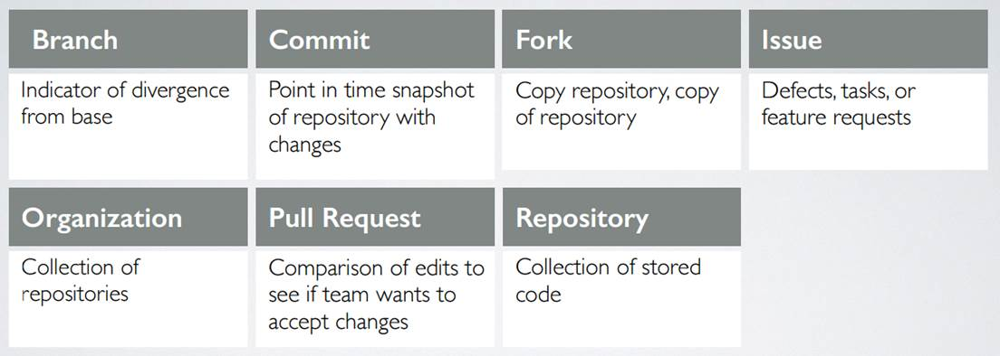 Branch
Indicator of divergence
from base
Commit
Point in time snapshot
of repository with
changes
Fork
Copy repository, copy
of repository
Issue
Defects, tasks, or
feature requests
Organization
Collection of
repositories
Pull Request
Comparison of edits to
see if team wants to
accept changes
Repository
Collection of stored
code